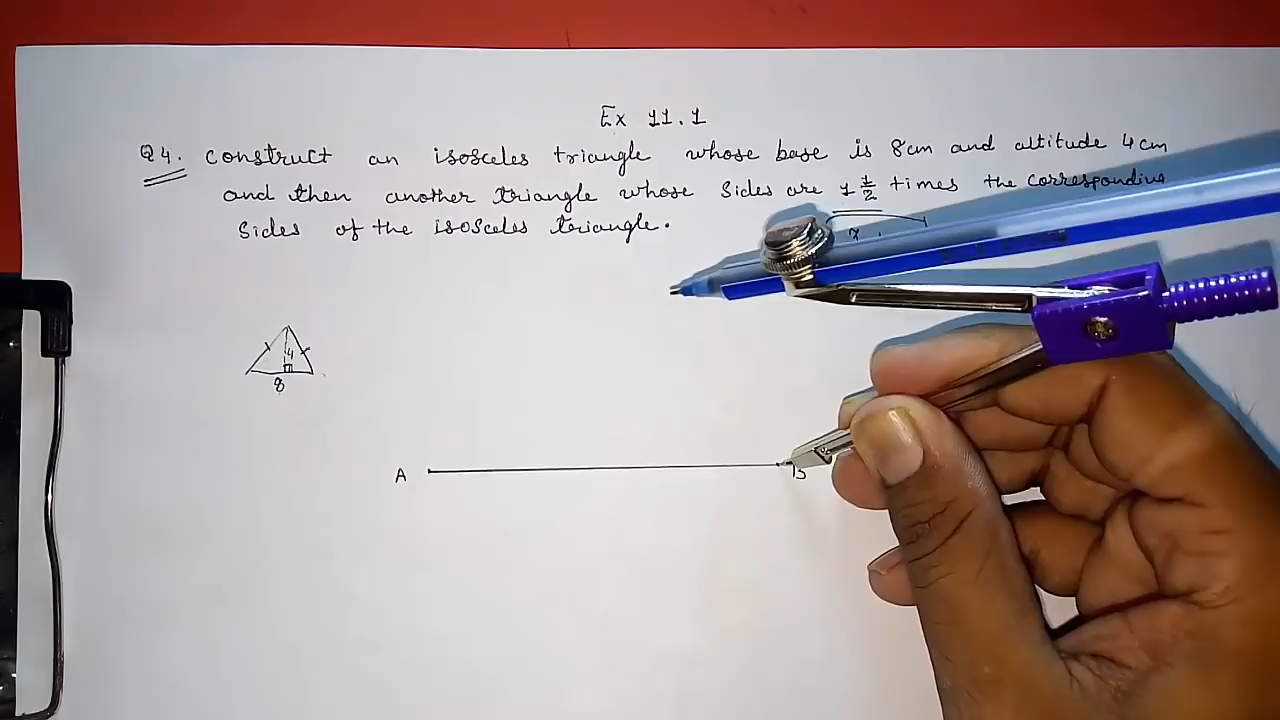 Ex 11.1
Q4. Construct an isosceles triangle whose base is 8cm and altitude 4cm
and then another triangle whose sides are 1 1/2 times the corresponding
sides of the isosceles triangle.
4
8
A B